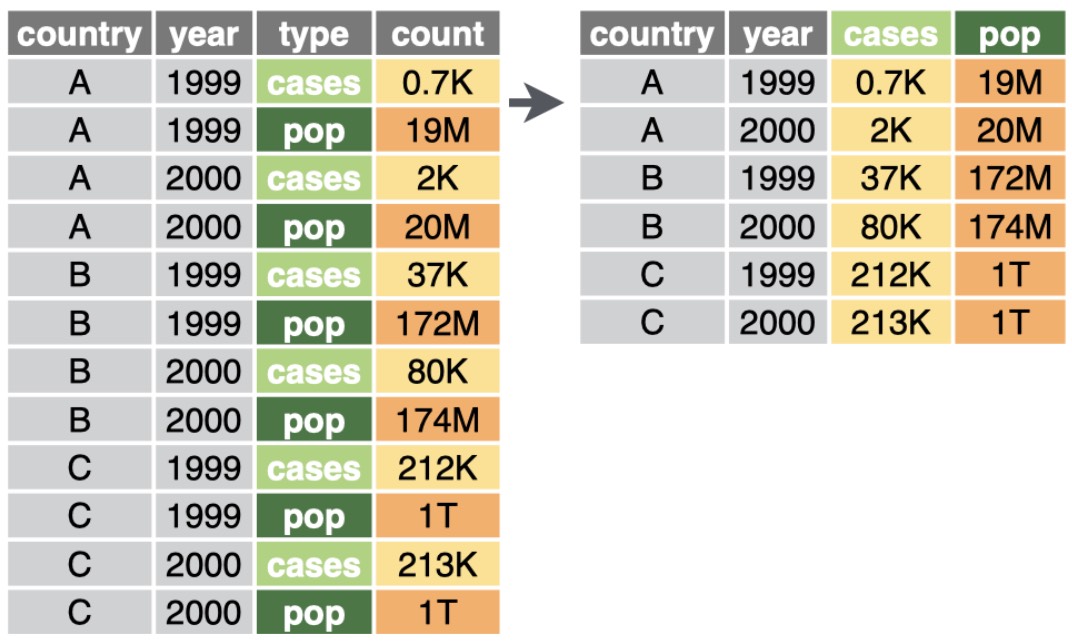 country year type count
A 1999 cases 0.7K
A 1999 pop 19M
A 2000 cases 2K
A 2000 pop 20M
B 1999 cases 37K
B 1999 pop 172M
B 2000 cases 80K
B 2000 pop 174M
C 1999 cases 212K
C 1999 pop 1T
C 2000 cases 213K
C 2000 pop 1T
country year cases pop
A 1999 0.7K 19M
A 2000 2K 20M
B 1999 37K 172M
B 2000 80K 174M
C 1999 212K 1T
C 2000 213K 1T